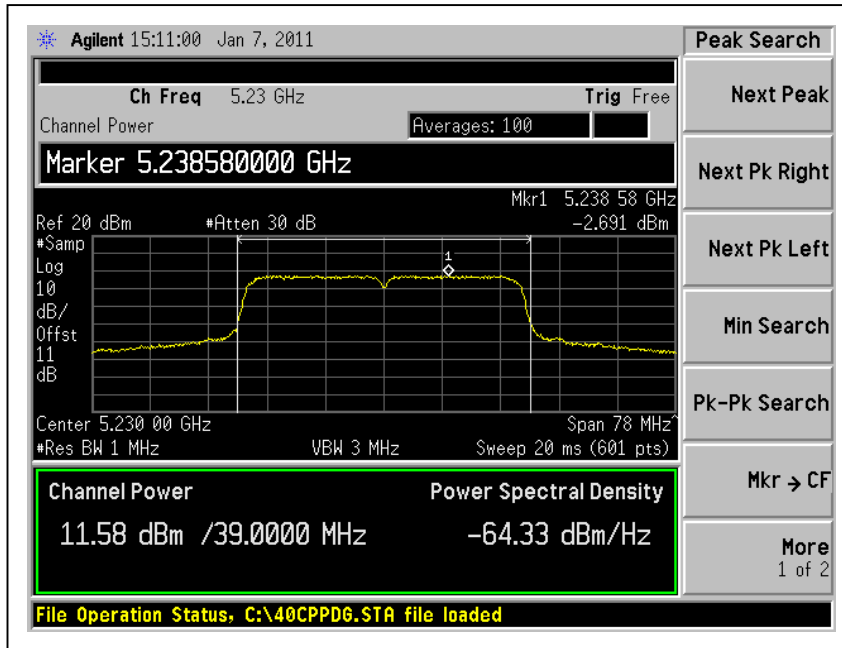 Agilent 15:11:00 Jan 7, 2011
Peak Search
Ch Freq 5.23 GHz Trig Free
Channel Power Averages: 100
Marker 5.238580000 GHz
Mkr1 5.238 58 GHz
Ref 20 dBm #Atten 30 dB -2.691 dBm
#Samp
Log
10
dB/
Offst
11
dB
1
Center 5.230 00 GHz Span 78 MHz^
#Res BW 1 MHz VBW 3 MHz Sweep 20 ms (601 pts)
Channel Power Power Spectral Density
11.58 dBm /39.0000 MHz -64.33 dBm/Hz
File Operation Status, C:\40CPPDG.STA file loaded
Next Peak
Next Pk Right
Next Pk Left
Min Search
Pk-Pk Search
Mkr → CF
More
1 of 2